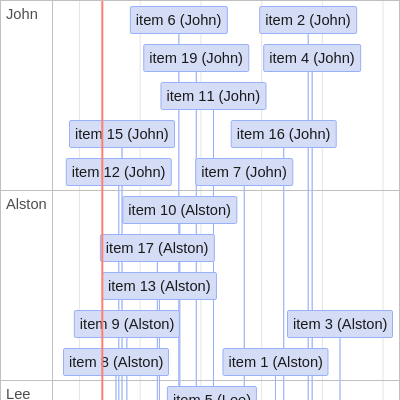 John
item 6 (John)
item 2 (John)
item 19 (John)
item 4 (John)
item 11 (John)
item 15 (John)
item 16 (John)
item 12 (John)
item 7 (John)
Alston
item 10 (Alston)
item 17 (Alston)
item 13 (Alston)
item 9 (Alston)
item 3 (Alston)
item 8 (Alston)
item 1 (Alston)
Lee
item 5 (Lee)